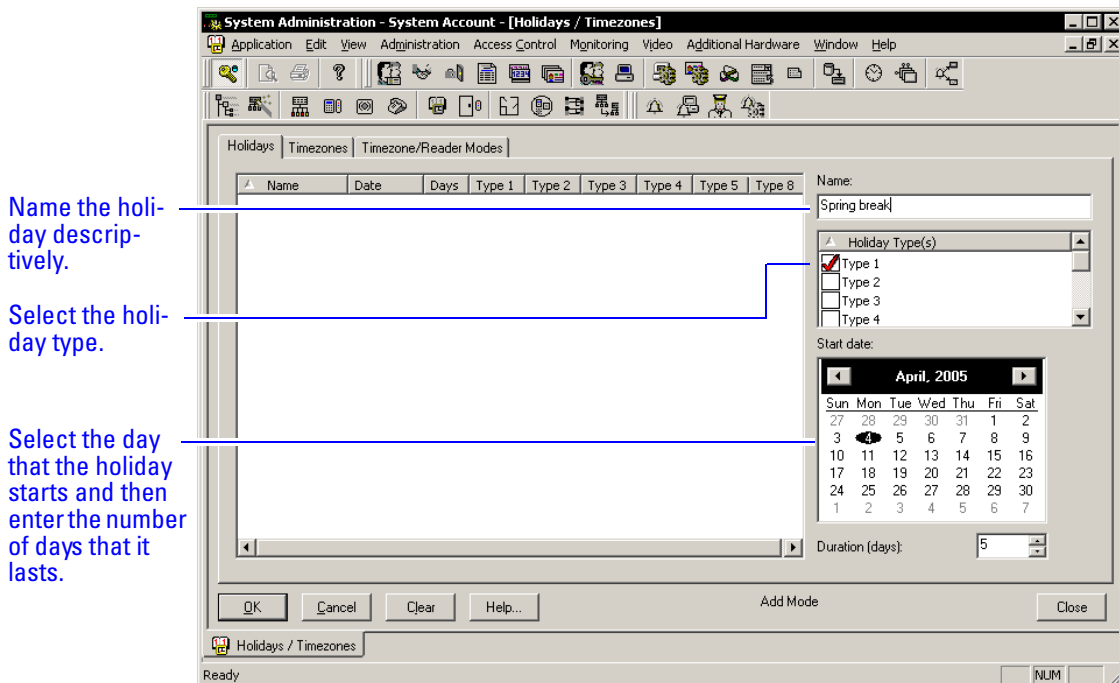 System Administration - System Account - [Holidays / Timezones]
Application Edit View Administration Access Control Monitoring Video Additional Hardware Window Help
Holidays Timezones Timezone/Reader Modes
Name Date Days Type 1 Type 2 Type 3 Type 4 Type 5 Type 8
Name:
Spring break
Holiday Type(s)
Type 1
Type 2
Type 3
Type 4
Start date:
April, 2005
Sun Mon Tue Wed Thu Fri Sat
27 28 29 30 31 1 2
3 4 5 6 7 8 9
10 11 12 13 14 15 16
17 18 19 20 21 22 23
24 25 26 27 28 29 30
1 2 3 4 5 6 7
Duration (days): 5
Name the holi-
day descrip-
tively.
Select the holi-
day type.
Select the day
that the holiday
starts and then
enter the number
of days that it
lasts.
OK Cancel Clear Help... Add Mode Close
Holidays / Timezones
Ready NUM